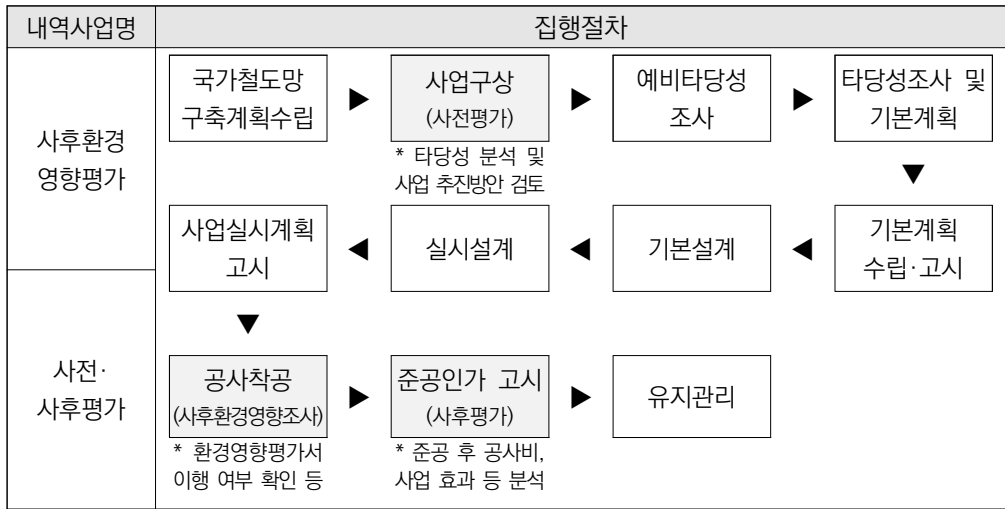 내역사업명
집행절차
사후환경
영향평가
국가철도망
구축계획수립
▶
사업구상
(사전평가)
* 타당성 분석 및
사업 추진방안 검토
▶
예비타당성
조사
▶
타당성조사 및
기본계획
▼
기본계획
수립·고시
◀
기본설계
◀
실시설계
◀
사업실시계획
고시
▼
사전·
사후평가
공사착공
(사후환경영향조사)
* 환경영향평가서
이행 여부 확인 등
▶
준공인가 고시
(사후평가)
* 준공 후 공사비,
사업 효과 등 분석
▶
유지관리